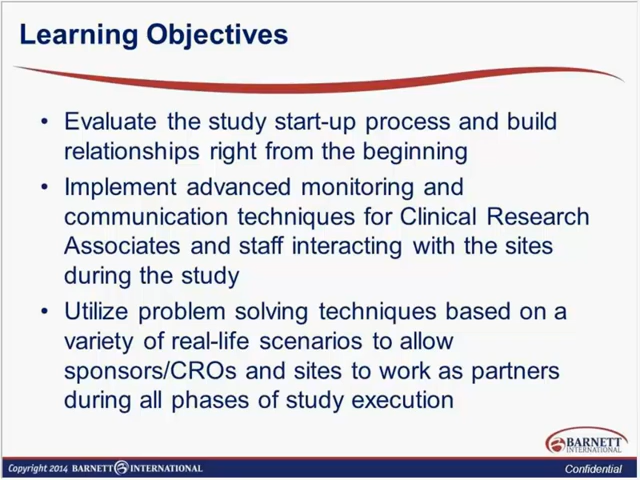 Learning Objectives
• Evaluate the study start-up process and build
relationships right from the beginning
• Implement advanced monitoring and
communication techniques for Clinical Research
Associates and staff interacting with the sites
during the study
• Utilize problem solving techniques based on a
variety of real-life scenarios to allow
sponsors/CROs and sites to work as partners
during all phases of study execution
BARNETT
INTERNATIONAL
Copyright 2014 BARNETT INTERNATIONAL
Confidential